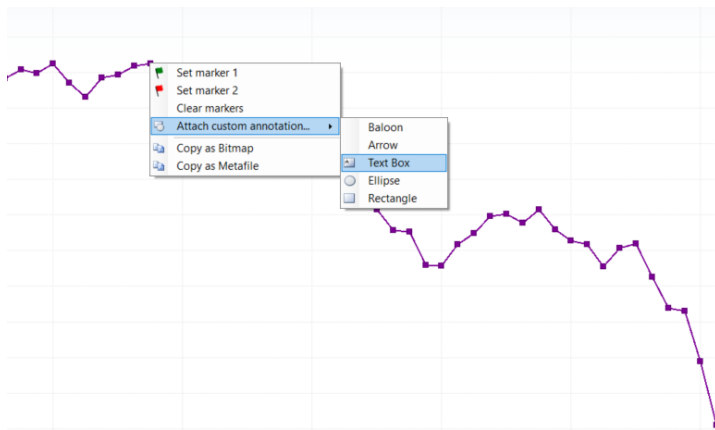 Set marker 1
Set marker 2
Clear markers
Attach custom annotation...
Copy as Bitmap
Copy as Metafile
Baloon
Arrow
Text Box
Ellipse
Rectangle